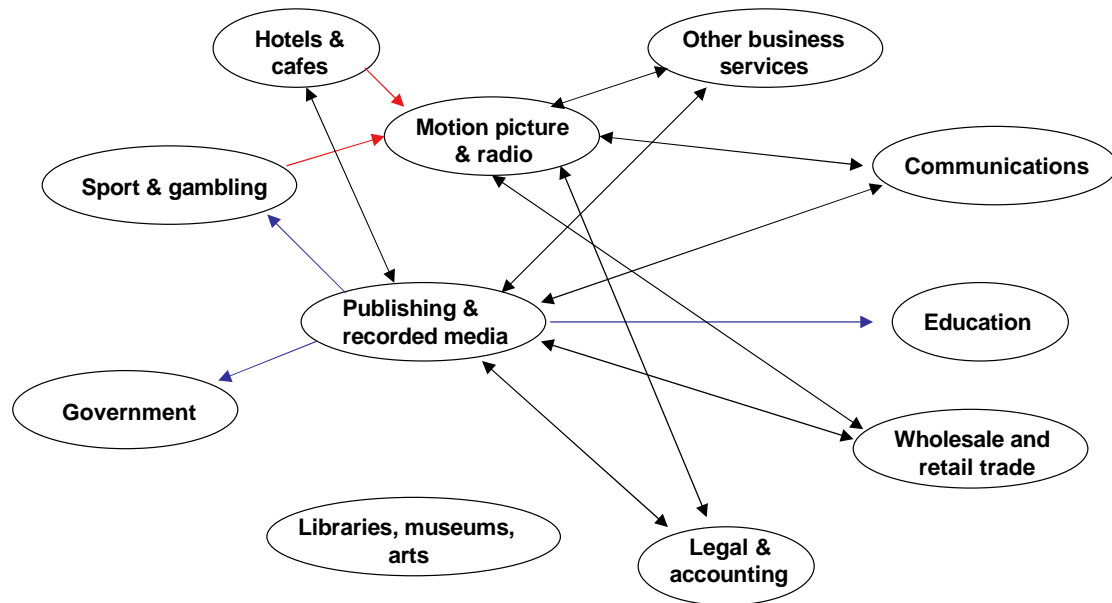 Hotels &
cafes
Other business
services
Motion picture
& radio
Communications
Sport & gambling
Publishing &
recorded media
Education
Government
Wholesale and
retail trade
Libraries, museums,
arts
Legal &
accounting